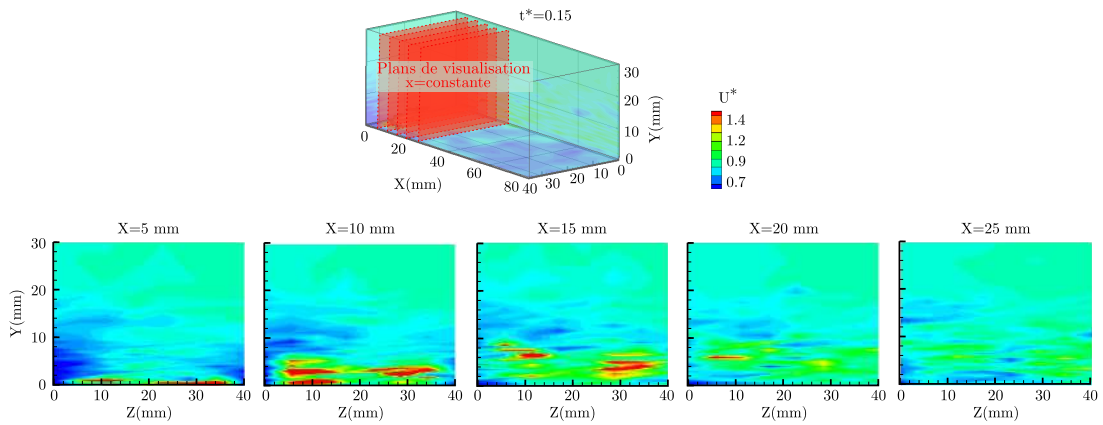 t*=0.15
Plans de visualisation
x=constante
30
20
10
0
Y(mm)
0
20
40
60
80
X(mm)
40
30
20
10
0
U*
1.4
1.2
0.9
0.7
X=5 mm
X=10 mm
X=15 mm
X=20 mm
X=25 mm
30
20
10
0
Y(mm)
0 10 20 30 40
0 10 20 30 40
0 10 20 30 40
0 10 20 30 40
0 10 20 30 40
Z(mm)
Z(mm)
Z(mm)
Z(mm)
Z(mm)